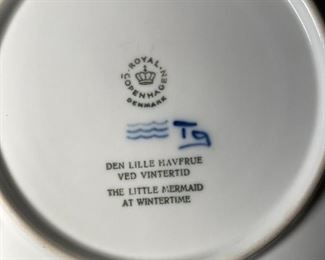 ROYAL
COPENHAGEN
DENMARK
Tg
DEN LILLE HAVFRUE
VED VINTERTID
THE LITTLE MERMAID
AT WINTERTIME